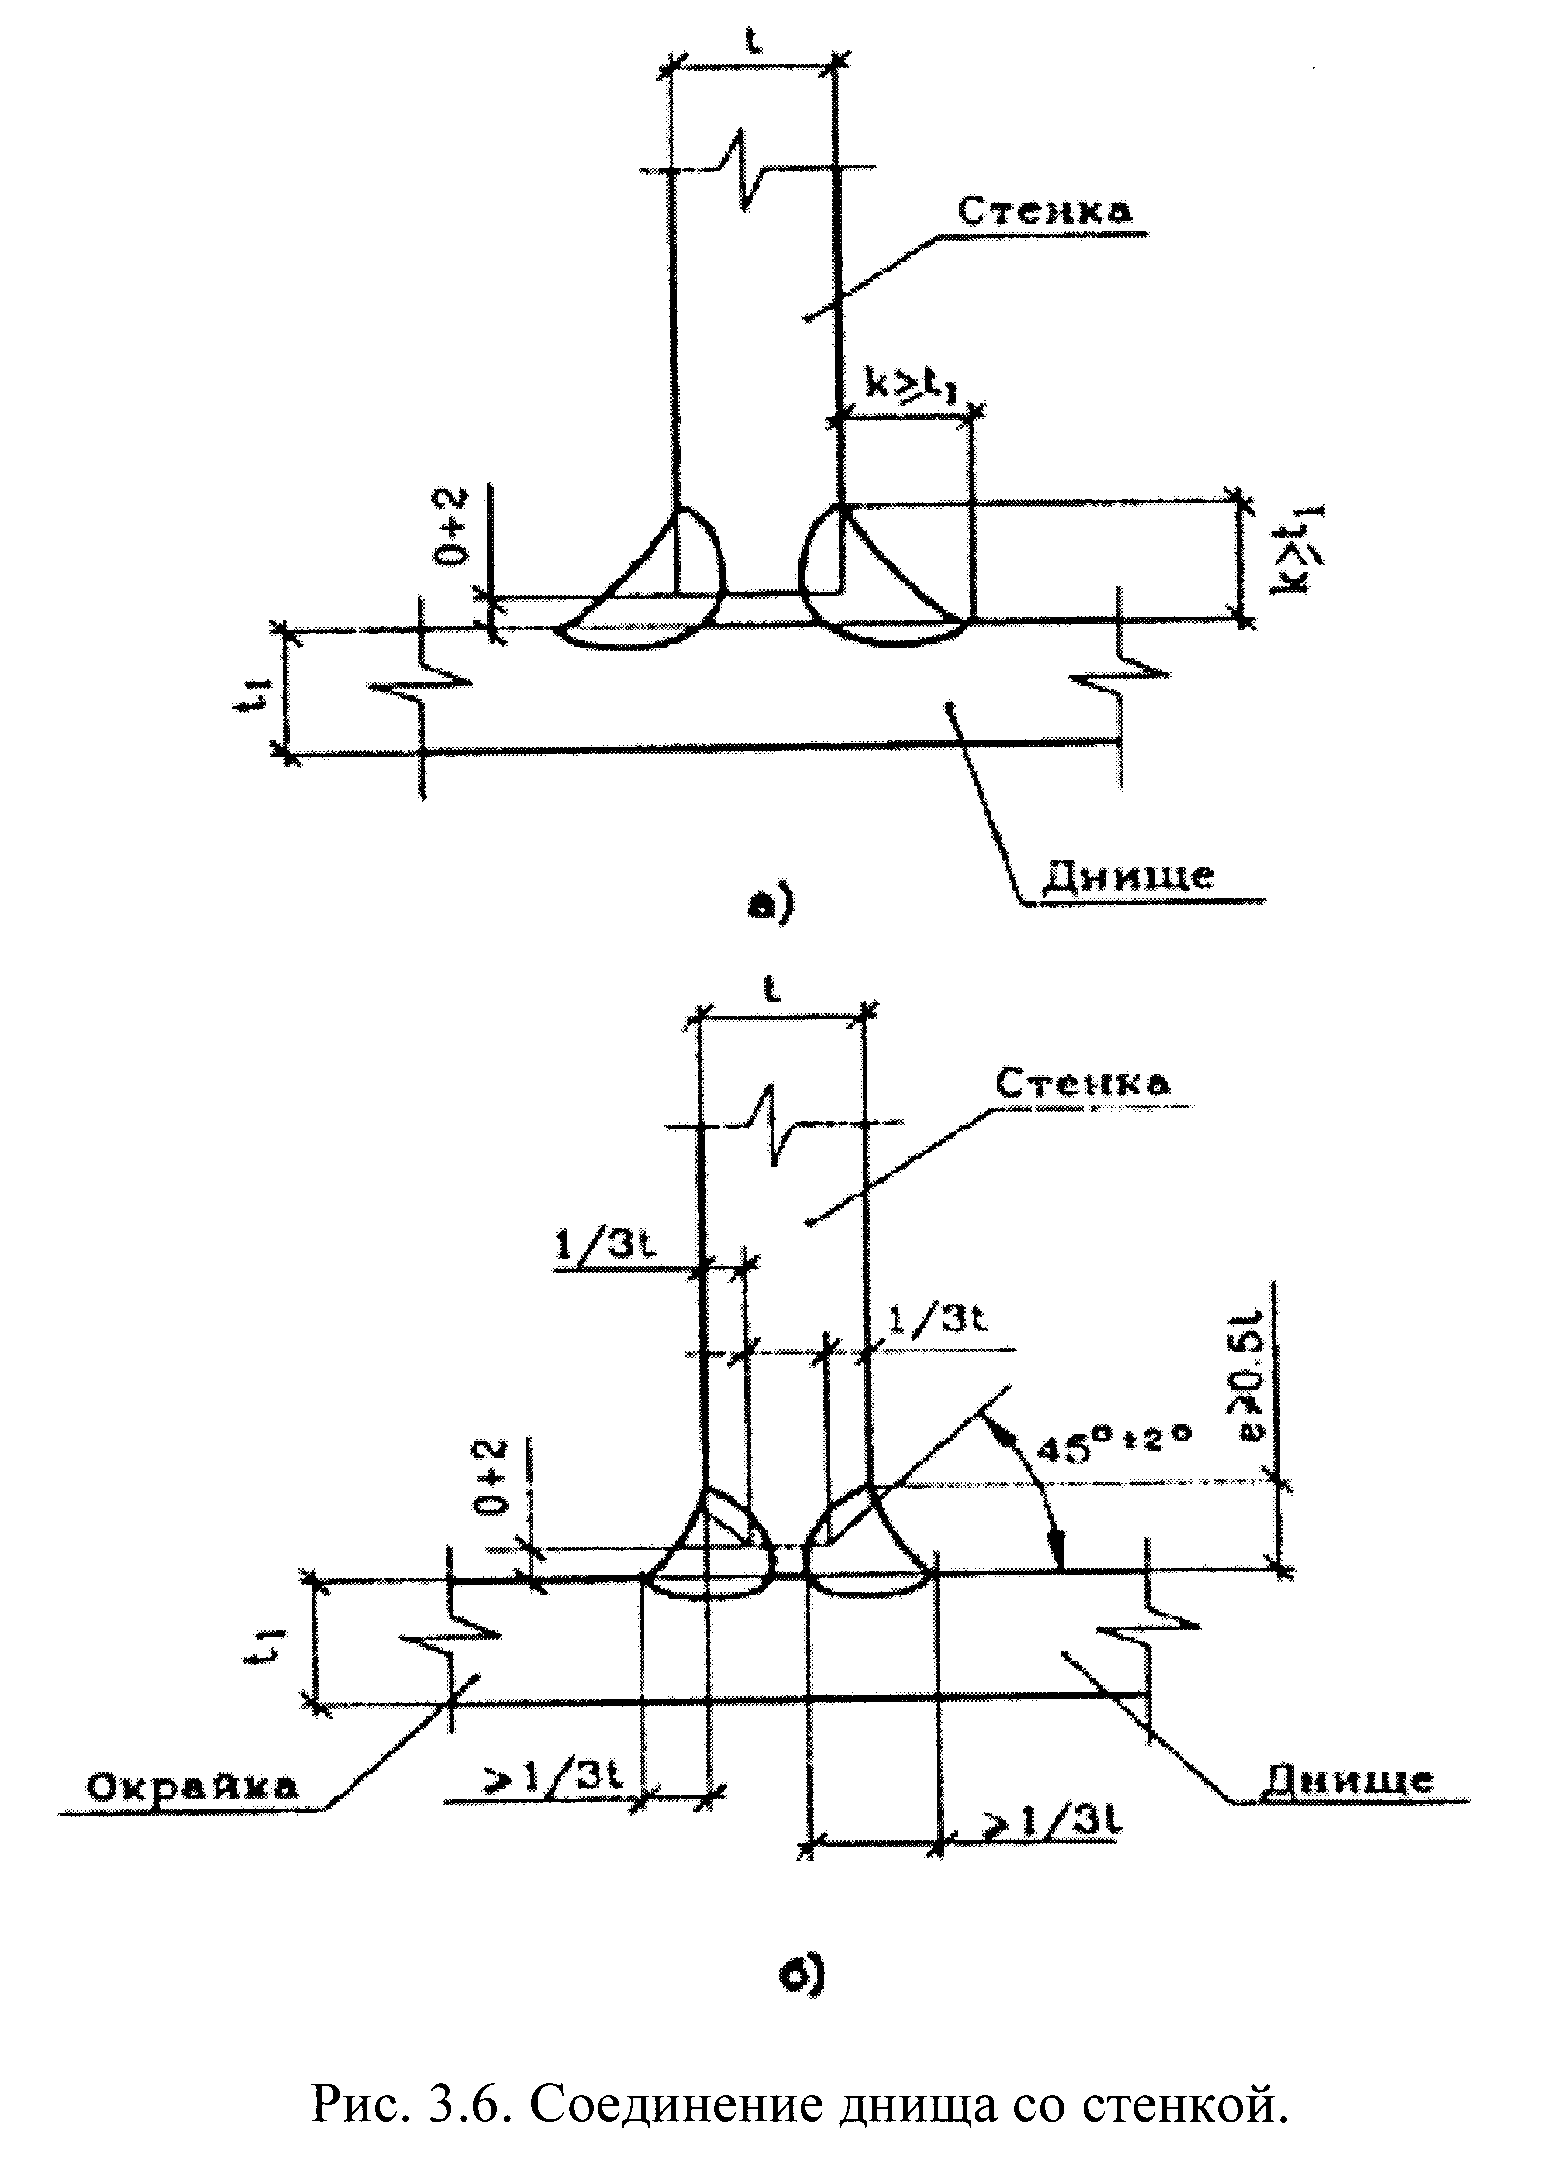 t
Стенка
k≥t₁
0+2
k≥t₁
t₁
Днище
а)
t
Стенка
1/3t
1/3t
a≥0.5t
45°±2°
0+2
t₁
Окрайка
≥1/3t
Днище
≥1/3t
б)
Рис. 3.6. Соединение днища со стенкой.